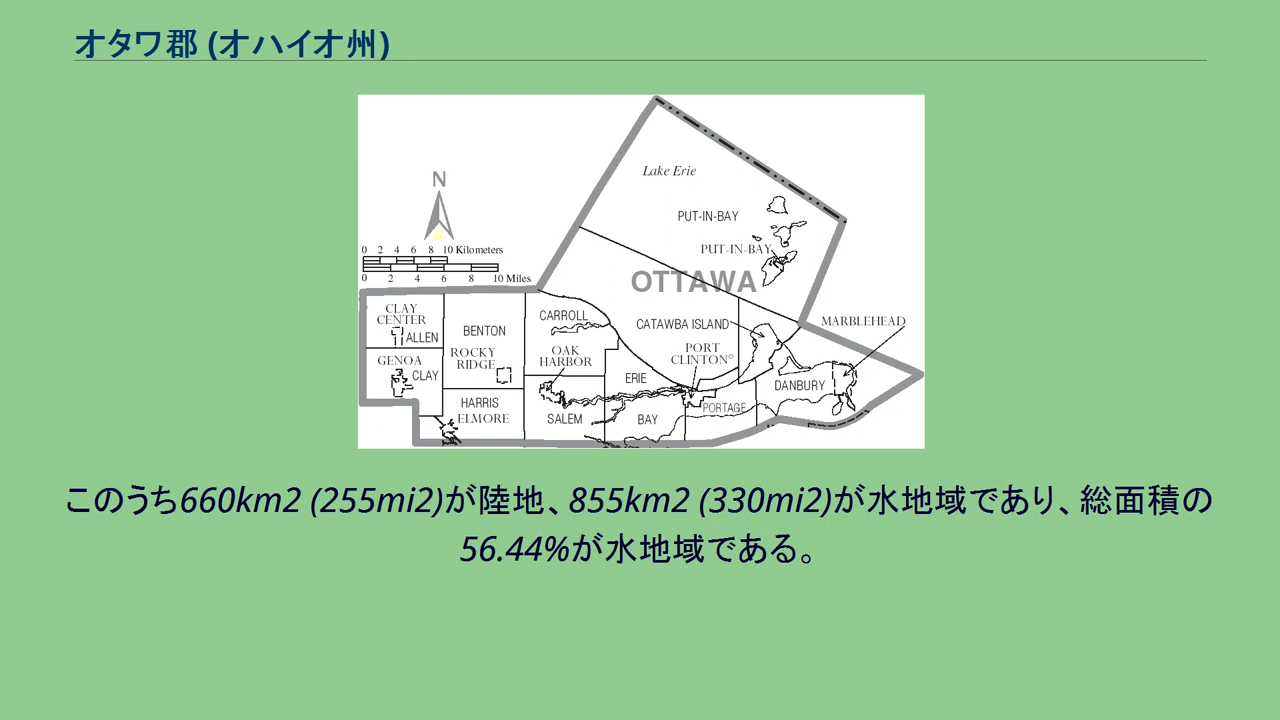 オタワ郡 (オハイオ州)
Lake Erie
N
PUT-IN-BAY
PUT-IN-BAY
0 2 4 6 8 10 Kilometers
0 2 4 6 8 10 Miles
OTTAWA
CLAY
CENTER
ALLEN
BENTON
CARROLL
CATAWBA ISLAND
MARBLEHEAD
GENOA
CLAY
ROCKY
RIDGE
OAK
HARBOR
PORT
CLINTON
ERIE
DANBURY
HARRIS
ELMORE
SALEM
BAY
PORTAGE
このうち660km2 (255mi2)が陸地、855km2 (330mi2)が水地域であり、総面積の
56.44%が水地域である。